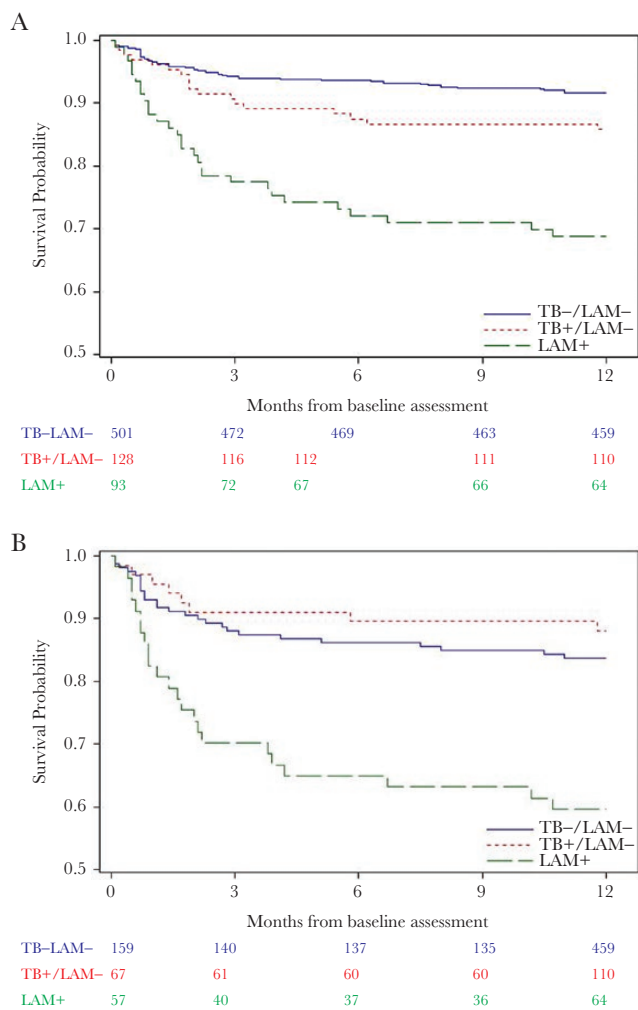 A
1.0
0.9
0.8
0.7
0.6
0.5
Survival Probability
TB−/LAM−
TB+/LAM−
LAM+
0 3 6 9 12
Months from baseline assessment
TB−LAM− 501 472 469 463 459
TB+/LAM− 128 116 112 111 110
LAM+ 93 72 67 66 64
B
1.0
0.9
0.8
0.7
0.6
0.5
Survival Probability
TB−/LAM−
TB+/LAM−
LAM+
0 3 6 9 12
Months from baseline assessment
TB−LAM− 159 140 137 135 459
TB+/LAM− 67 61 60 60 110
LAM+ 57 40 37 36 64